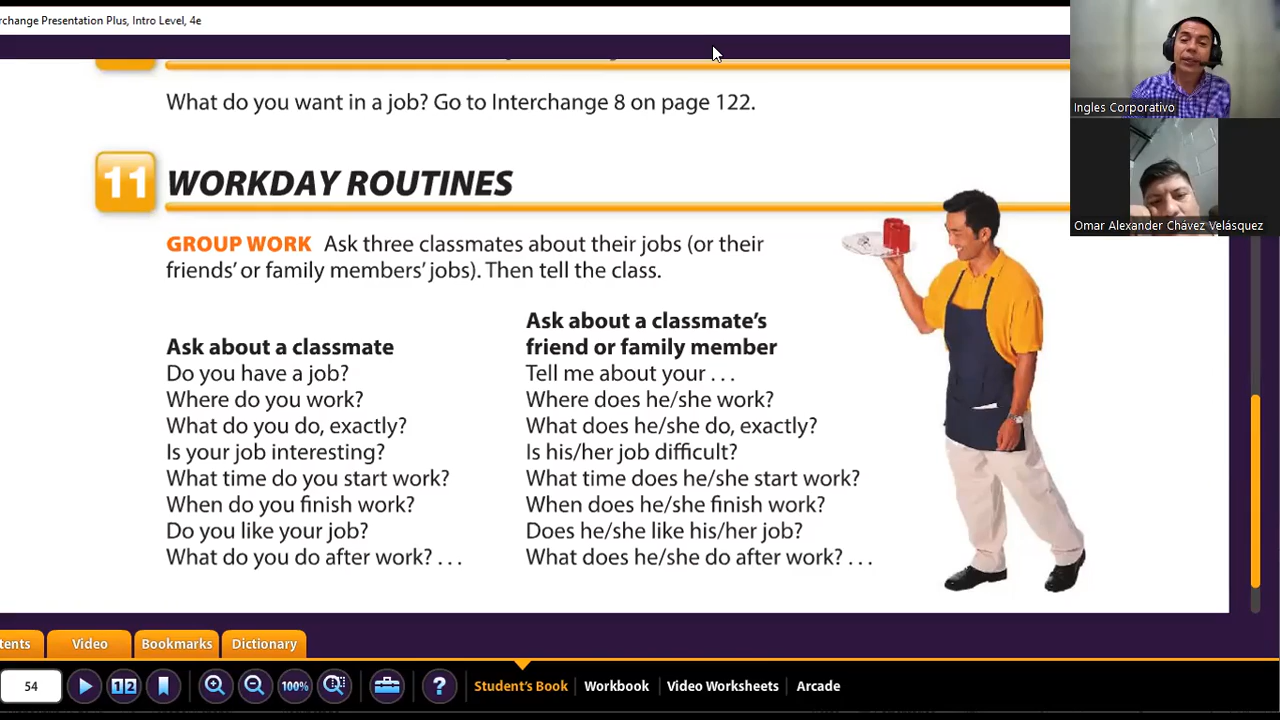 rchange Presentation Plus, Intro Level, 4e
What do you want in a job? Go to Interchange 8 on page 122.
11 WORKDAY ROUTINES
GROUP WORK Ask three classmates about their jobs (or their
friends' or family members' jobs). Then tell the class.
Ask about a classmate
Do you have a job?
Where do you work?
What do you do, exactly?
Is your job interesting?
What time do you start work?
When do you finish work?
Do you like your job?
What do you do after work? . . .
Ask about a classmate's
friend or family member
Tell me about your . . .
Where does he/she work?
What does he/she do, exactly?
Is his/her job difficult?
What time does he/she start work?
When does he/she finish work?
Does he/she like his/her job?
What does he/she do after work? . . .
Ingles Corporativo
Omar Alexander Chávez Velásquez
tents Video Bookmarks Dictionary
54 12 100% ? Student's Book Workbook Video Worksheets Arcade